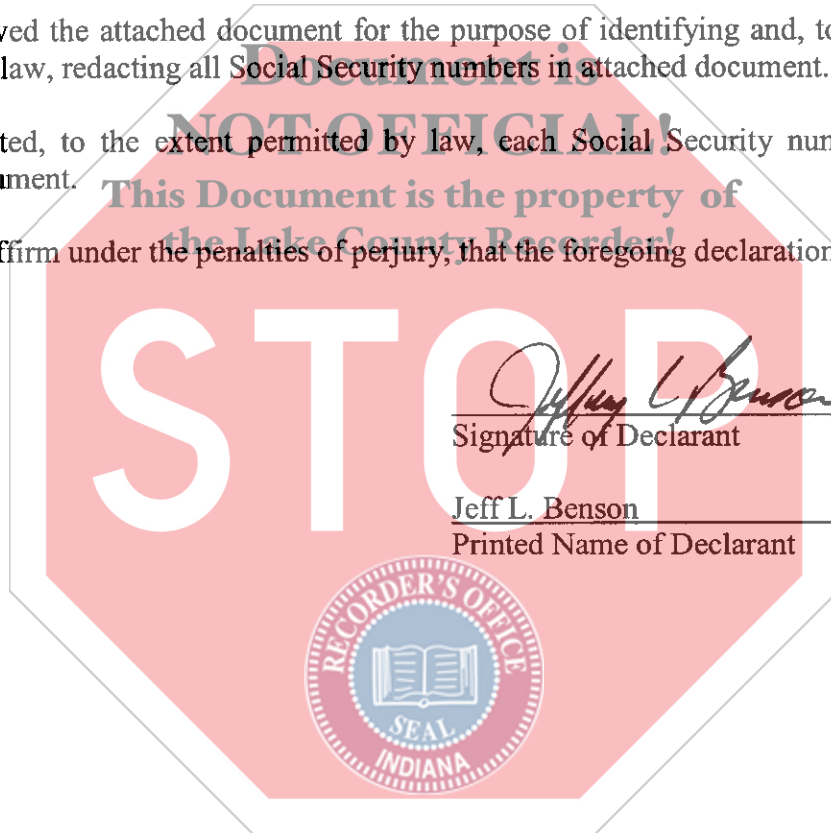 ved the attached document for the purpose of identifying and, to
law, redacting all Social Security numbers in attached document.
Document is
ted, to the extent permitted by law, each Social Security num
NOT OFFICIAL!
ument.
This Document is the property of
ffirm under the penalties of perjury, that the foregoing declaration
the Lake County Recorder!
STOP
Jeffrey L Benson
Signature of Declarant
Jeff L. Benson
Printed Name of Declarant
RECORDER'S OFFICE
SEAL
INDIANA